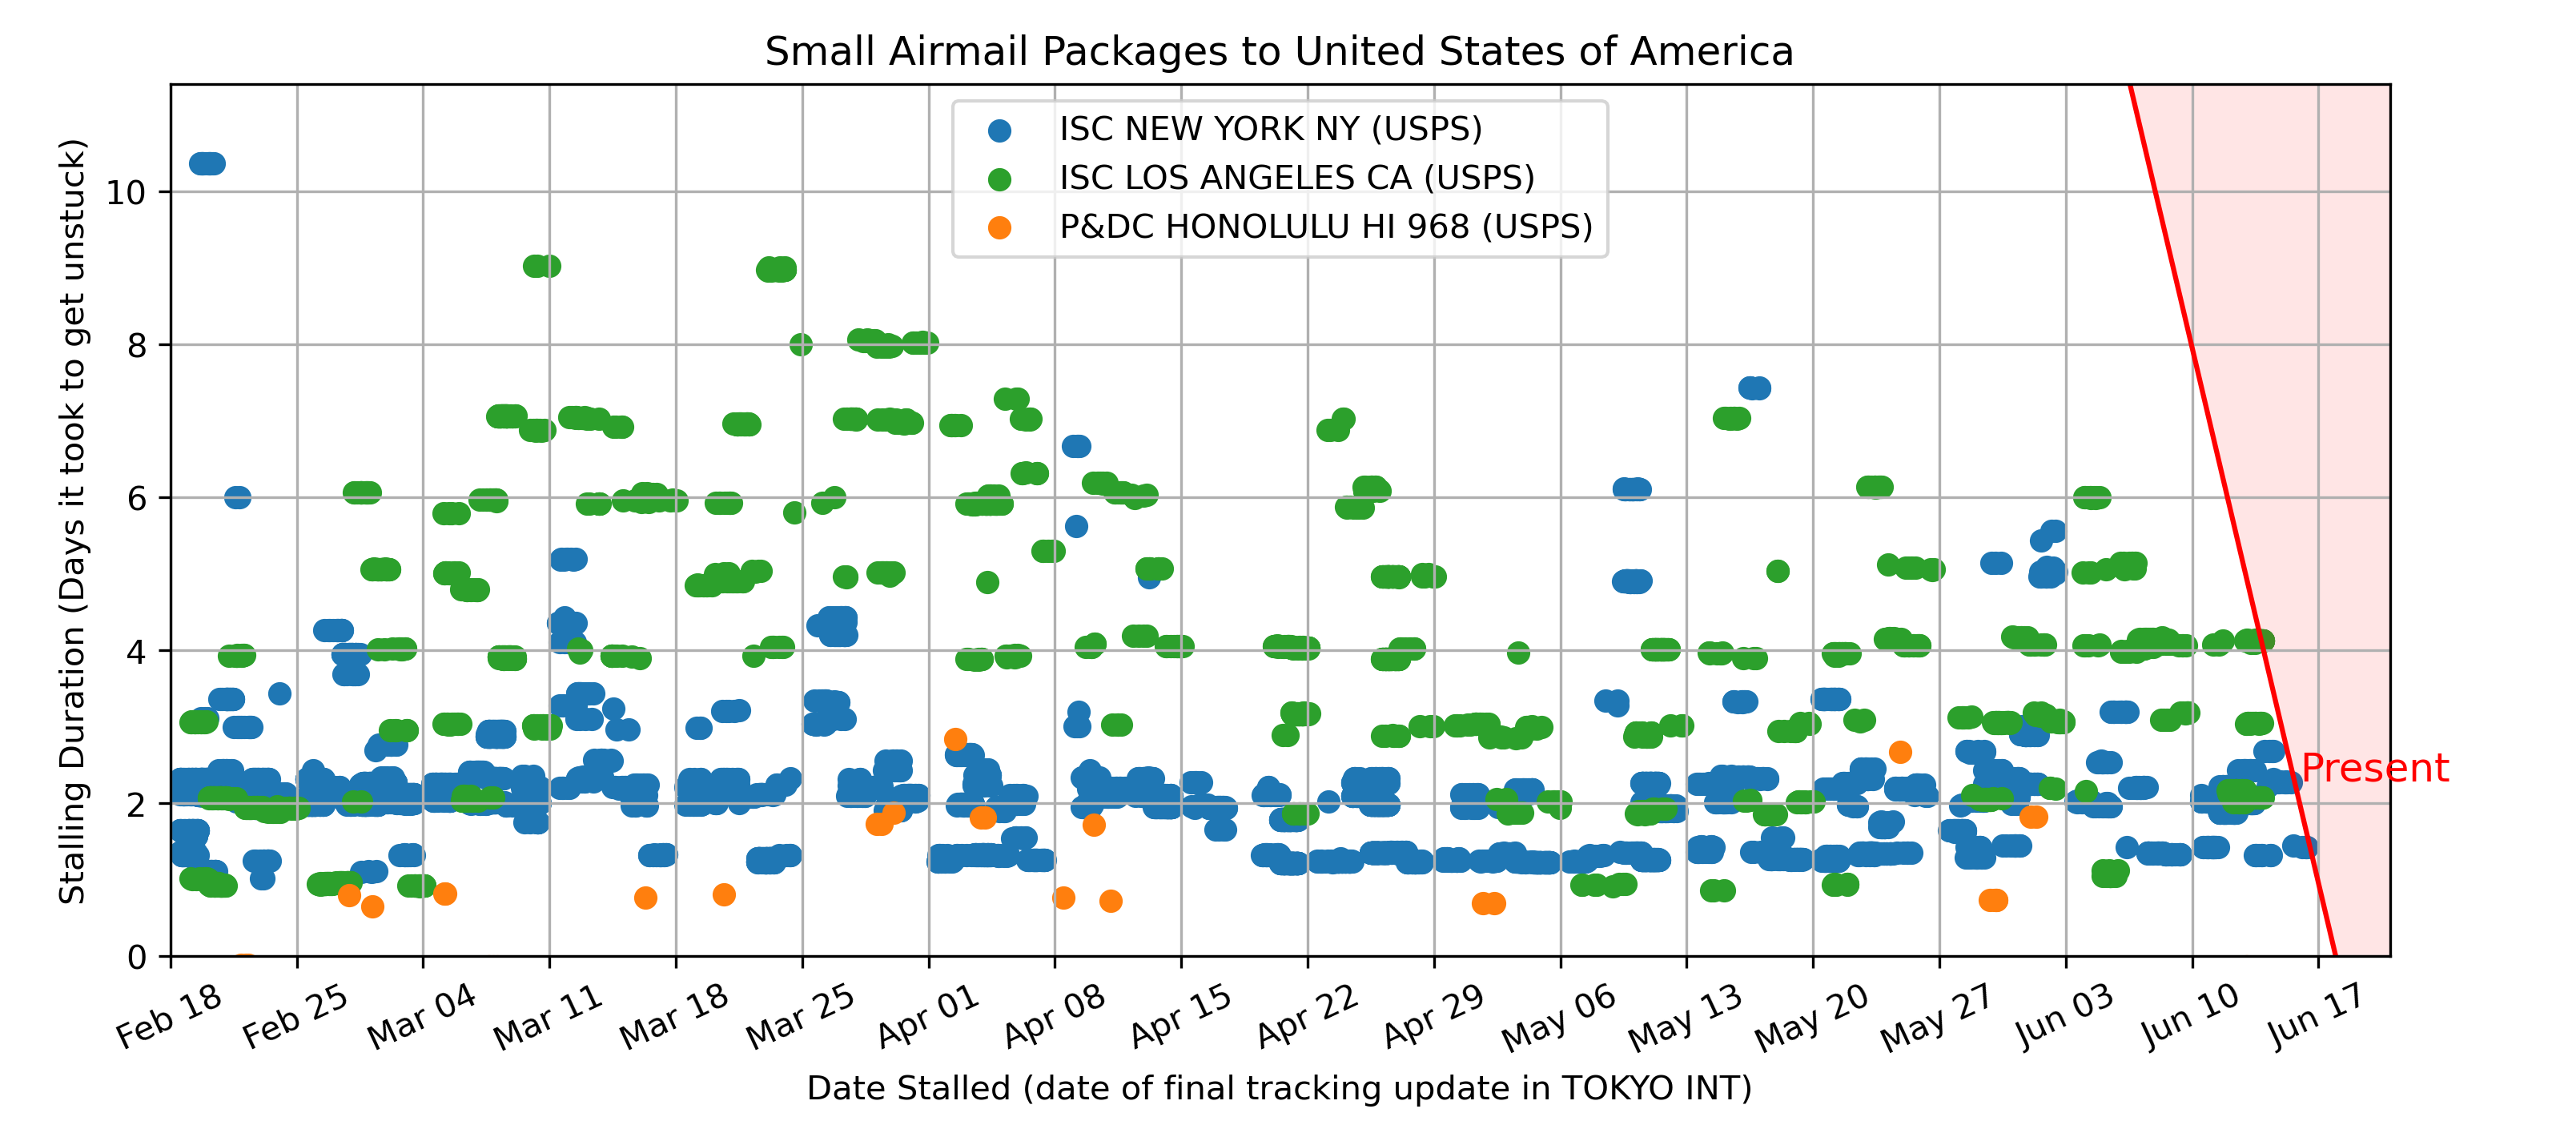 Small Airmail Packages to United States of America
ISC NEW YORK NY (USPS)
ISC LOS ANGELES CA (USPS)
P&DC HONOLULU HI 968 (USPS)
Stalling Duration (Days it took to get unstuck)
10
8
6
4
2
0
Present
Feb 18
Feb 25
Mar 04
Mar 11
Mar 18
Mar 25
Apr 01
Apr 08
Apr 15
Apr 22
Apr 29
May 06
May 13
May 20
May 27
Jun 03
Jun 10
Jun 17
Date Stalled (date of final tracking update in TOKYO INT)